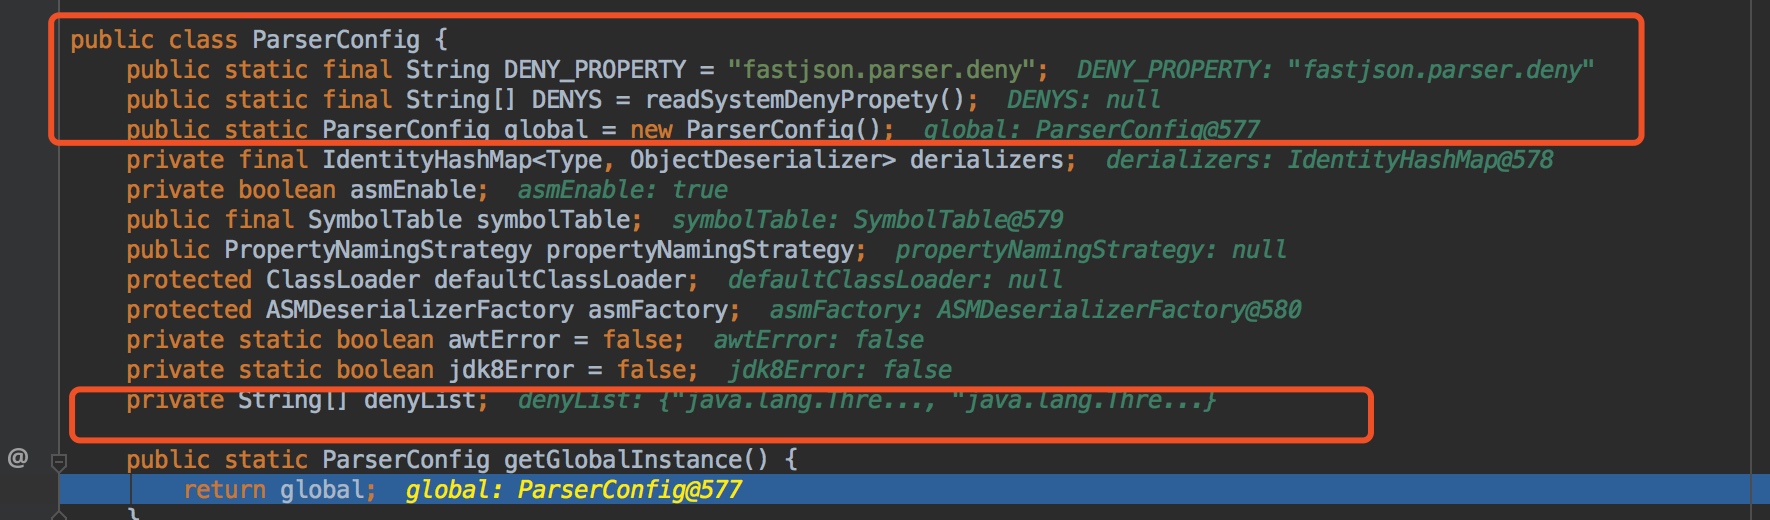 public class ParserConfig {
public static final String DENY_PROPERTY = "fastjson.parser.deny"; DENY_PROPERTY: "fastjson.parser.deny"
public static final String[] DENYS = readSystemDenyPropety(); DENYS: null
public static ParserConfig global = new ParserConfig(); global: ParserConfig@577
private final IdentityHashMap<Type, ObjectDeserializer> derializers; derializers: IdentityHashMap@578
private boolean asmEnable; asmEnable: true
public final SymbolTable symbolTable; symbolTable: SymbolTable@579
public PropertyNamingStrategy propertyNamingStrategy; propertyNamingStrategy: null
protected ClassLoader defaultClassLoader; defaultClassLoader: null
protected ASMDeserializerFactory asmFactory; asmFactory: ASMDeserializerFactory@580
private static boolean awtError = false; awtError: false
private static boolean jdk8Error = false; jdk8Error: false
private String[] denyList; denyList: {"java.lang.Thre..., "java.lang.Thre...}
@ public static ParserConfig getGlobalInstance() {
return global; global: ParserConfig@577
}